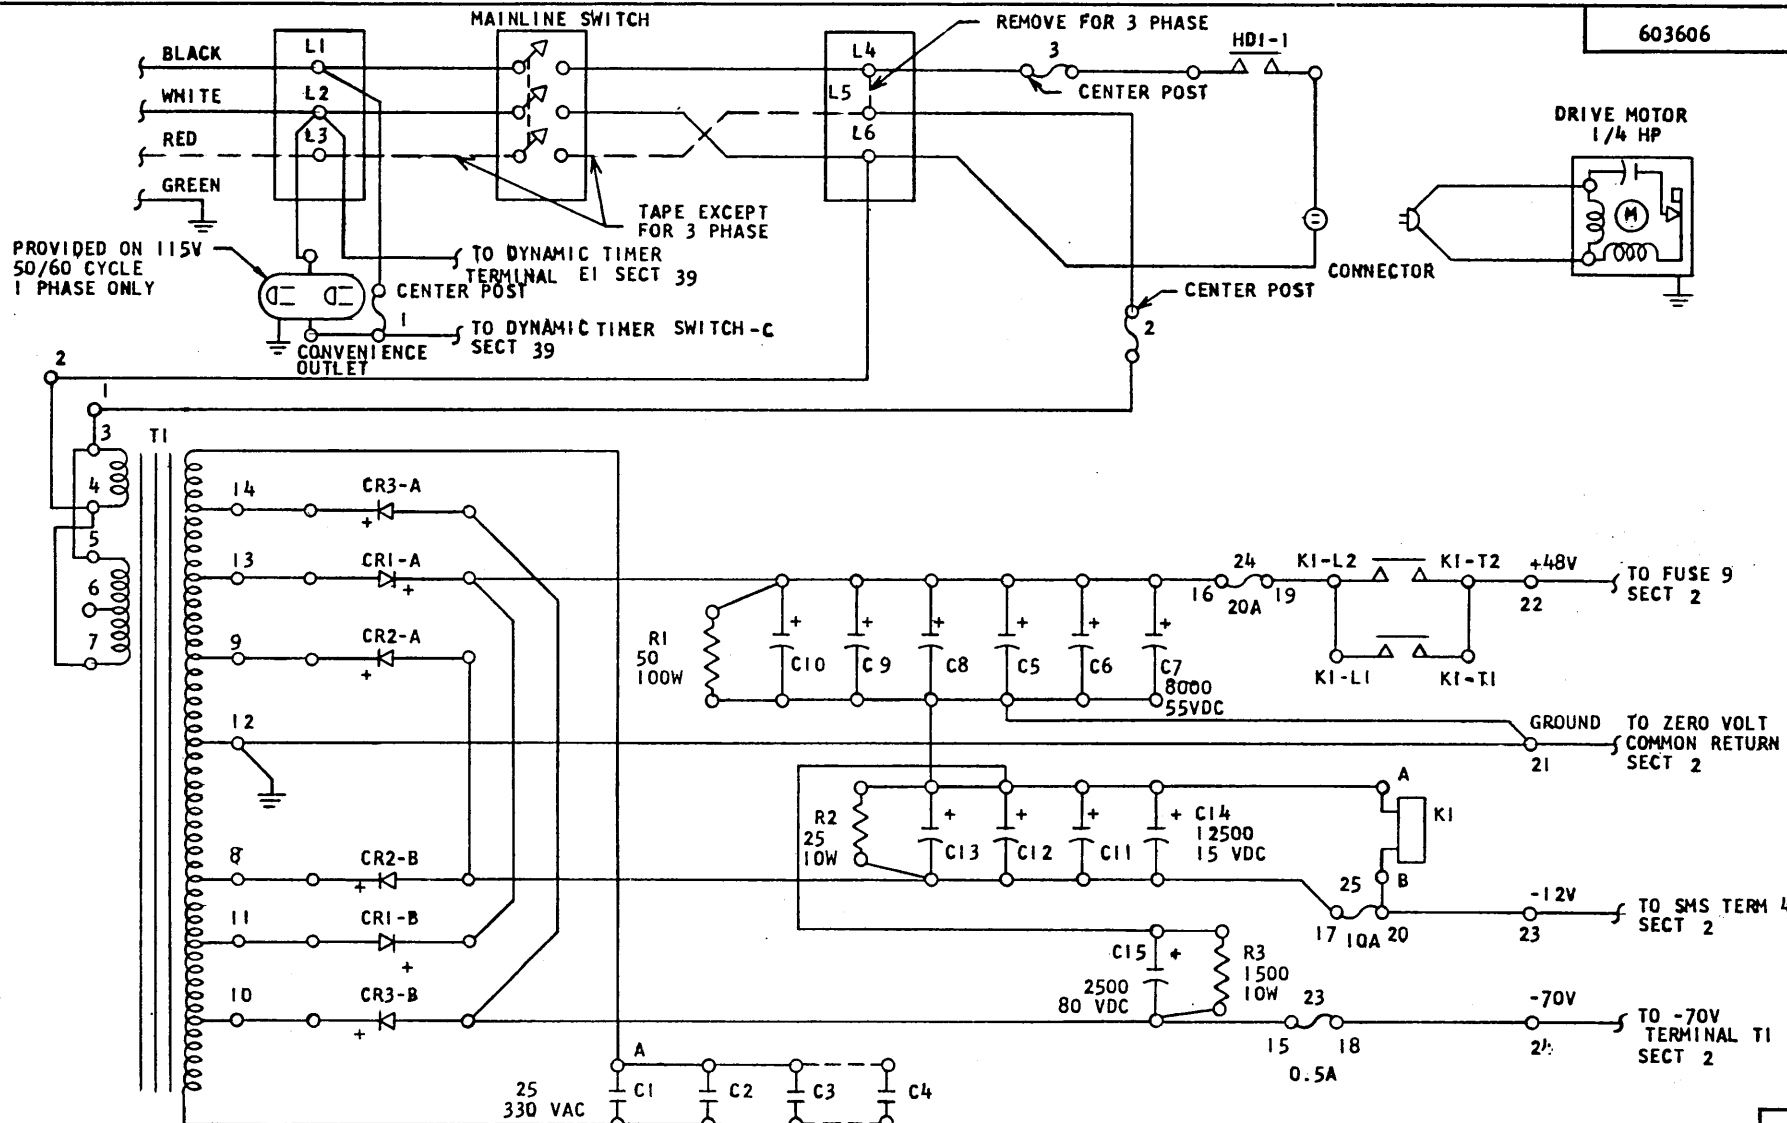 MAINLINE SWITCH
REMOVE FOR 3 PHASE
603606
BLACK
L1
L4
3
HD1-1
WHITE
L2
L5
CENTER POST
RED
L3
L6
DRIVE MOTOR
1/4 HP
GREEN
M
TAPE EXCEPT
FOR 3 PHASE
PROVIDED ON 115V
50/60 CYCLE
1 PHASE ONLY
TO DYNAMIC TIMER
TERMINAL E1 SECT 39
CONNECTOR
CENTER POST
1
CENTER POST
2
TO DYNAMIC TIMER SWITCH-C
SECT 39
CONVENIENCE
OUTLET
2
1
3
T1
4
5
6
7
14
CR3-A
+
13
CR1-A
+
9
CR2-A
+
12
8
CR2-B
+
11
CR1-B
+
10
CR3-B
+
R1
50
100W
+
C10
+
C9
+
C8
+
C5
+
C6
+
C7
8000
55VDC
24
16
20A
19
K1-L2
K1-T2
K1-L1
K1-T1
+48V
22
TO FUSE 9
SECT 2
GROUND
21
TO ZERO VOLT
COMMON RETURN
SECT 2
R2
25
10W
+
C13
+
C12
+
C11
+
C14
12500
15 VDC
A
K1
B
25
17
10A
20
-12V
23
TO SMS TERM 4
SECT 2
C15
+
2500
80 VDC
R3
1500
10W
23
15
18
0.5A
-70V
24
TO -70V
TERMINAL T1
SECT 2
A
25
330 VAC
C1
C2
C3
C4